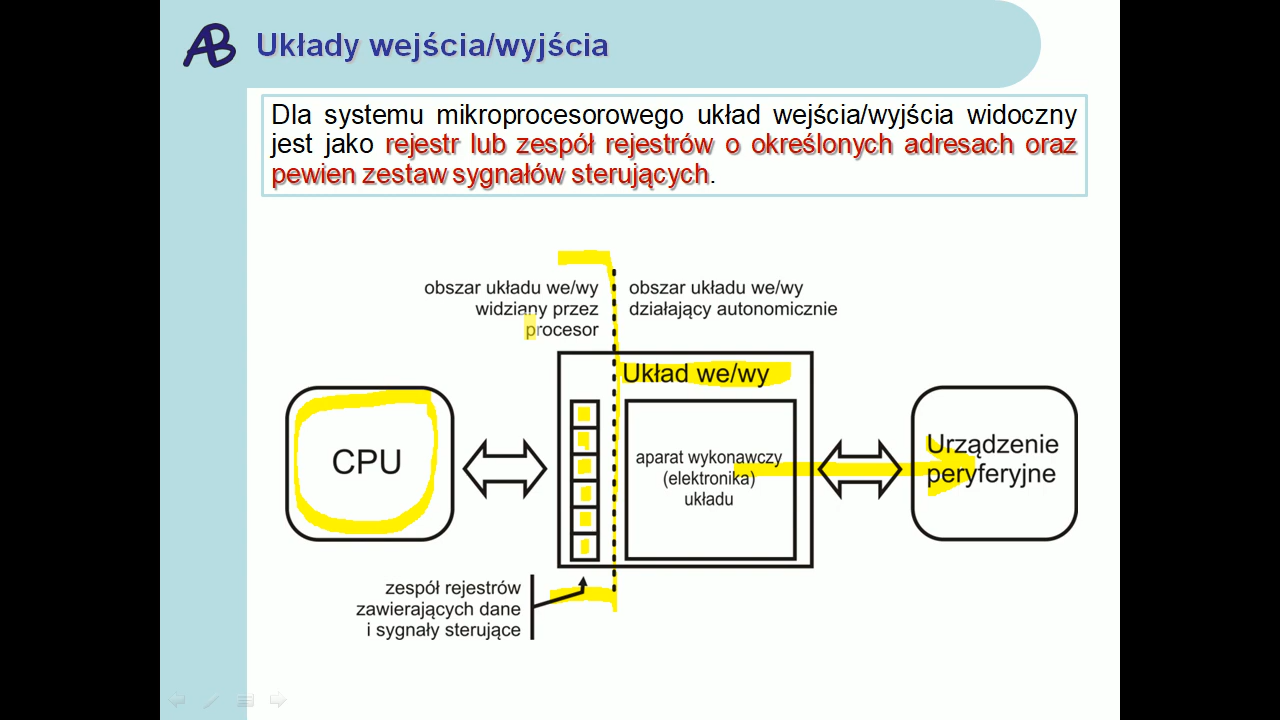 AB
Układy wejścia/wyjścia
Dla systemu mikroprocesorowego układ wejścia/wyjścia widoczny
jest jako rejestr lub zespół rejestrów o określonych adresach oraz
pewien zestaw sygnałów sterujących.
obszar układu we/wy
widziany przez
procesor
obszar układu we/wy
działający autonomicznie
Układ we/wy
CPU
aparat wykonawczy
(elektronika)
układu
Urządzenie
peryferyjne
zespół rejestrów
zawierających dane
i sygnały sterujące